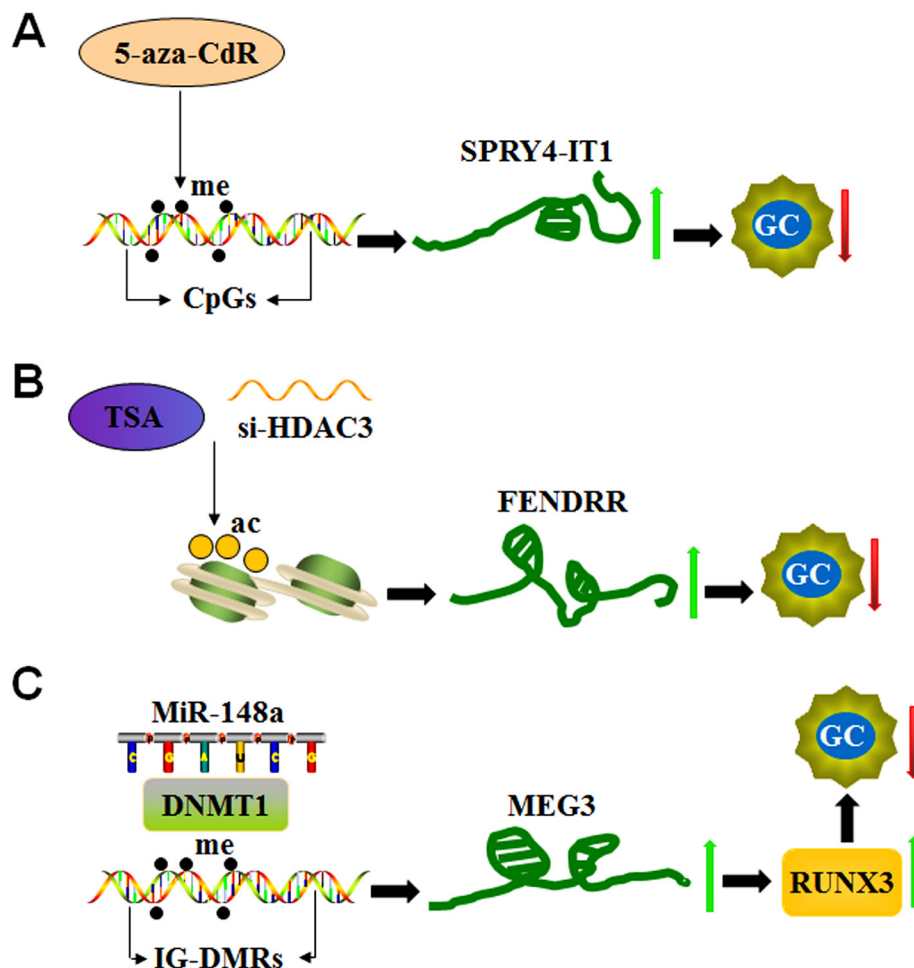 A
5-aza-CdR
me
SPRY4-IT1
GC
CpGs
B
TSA
si-HDAC3
ac
FENDRR
GC
C
MiR-148a
P P P P P
C G A U C G
DNMT1
me
MEG3
GC
RUNX3
IG-DMRs